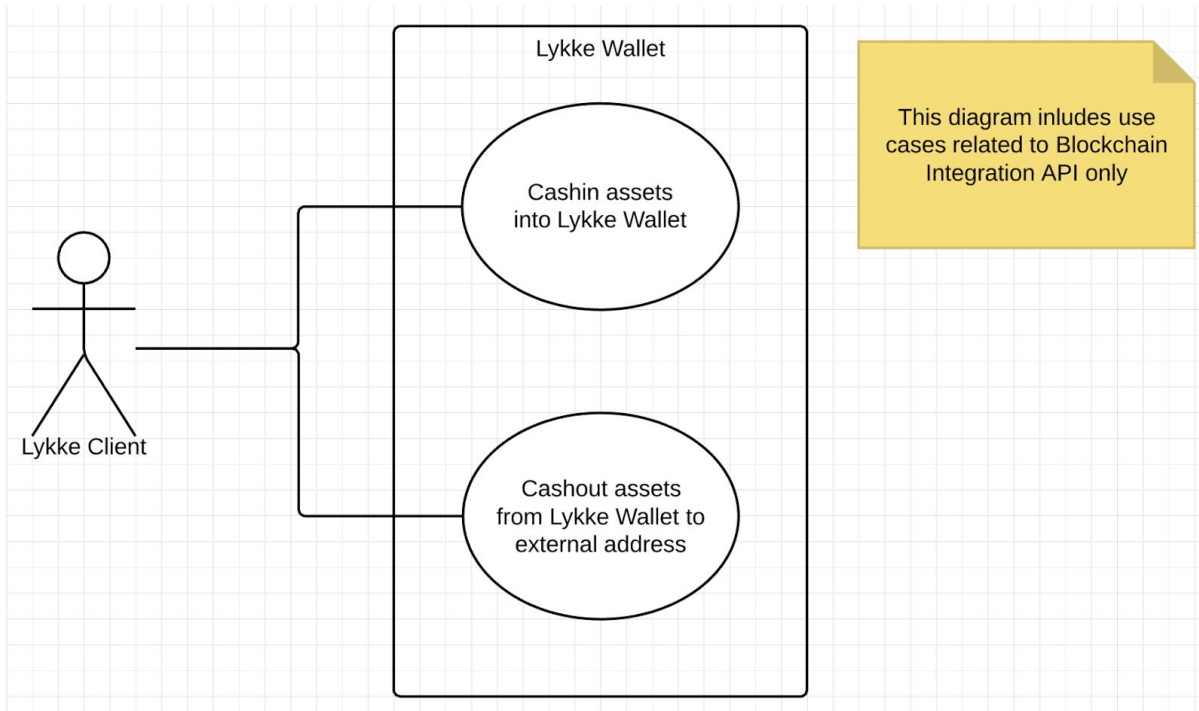 Lykke Wallet
Cashin assets
into Lykke Wallet
This diagram inludes use
cases related to Blockchain
Integration API only
Lykke Client
Cashout assets
from Lykke Wallet to
external address